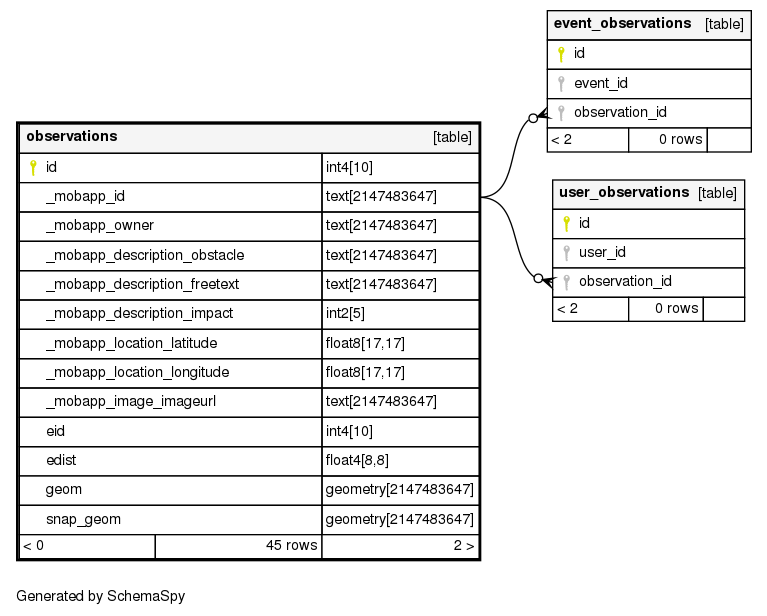 event_observations [table]
id
event_id
observation_id
< 2 0 rows
observations [table]
id int4[10]
_mobapp_id text[2147483647]
_mobapp_owner text[2147483647]
_mobapp_description_obstacle text[2147483647]
_mobapp_description_freetext text[2147483647]
_mobapp_description_impact int2[5]
_mobapp_location_latitude float8[17,17]
_mobapp_location_longitude float8[17,17]
_mobapp_image_imageurl text[2147483647]
eid int4[10]
edist float4[8,8]
geom geometry[2147483647]
snap_geom geometry[2147483647]
< 0 45 rows 2 >
user_observations [table]
id
user_id
observation_id
< 2 0 rows
Generated by SchemaSpy